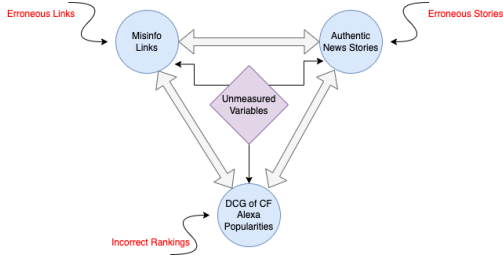 Erroneous Links
Erroneous Stories
Misinfo
Links
Authentic
News Stories
Unmeasured
Variables
DCG of CF
Alexa
Popularities
Incorrect Rankings